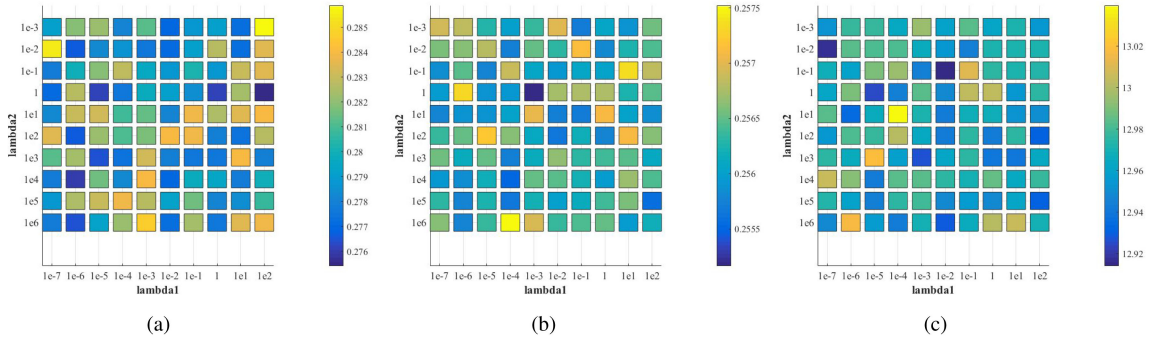 1e-3 1e-2 1e-1 1 1e1 1e2 1e3 1e4 1e5 1e6
lambda2
1e-7 1e-6 1e-5 1e-4 1e-3 1e-2 1e-1 1 1e1 1e2
lambda1
0.285 0.284 0.283 0.282 0.281 0.28 0.279 0.278 0.277 0.276
(a)
1e-3 1e-2 1e-1 1 1e1 1e2 1e3 1e4 1e5 1e6
lambda2
1e-7 1e-6 1e-5 1e-4 1e-3 1e-2 1e-1 1 1e1 1e2
lambda1
0.2575 0.257 0.2565 0.256 0.2555
(b)
1e-3 1e-2 1e-1 1 1e1 1e2 1e3 1e4 1e5 1e6
lambda2
1e-7 1e-6 1e-5 1e-4 1e-3 1e-2 1e-1 1 1e1 1e2
lambda1
13.02 13 12.98 12.96 12.94 12.92
(c)